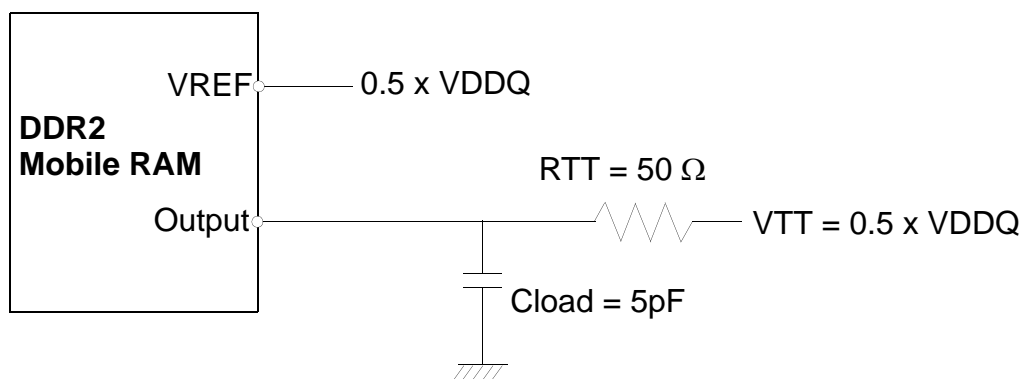 VREF
0.5 x VDDQ
DDR2
Mobile RAM
RTT = 50 Ω
Output
VTT = 0.5 x VDDQ
Cload = 5pF